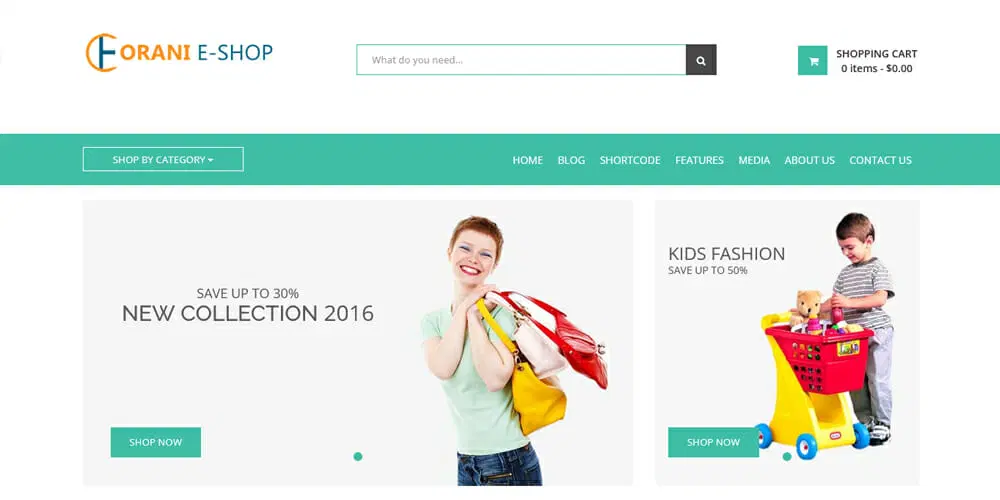 ORANI E-SHOP
What do you need...
SHOPPING CART
0 items - $0.00
SHOP BY CATEGORY
HOME BLOG SHORTCODE FEATURES MEDIA ABOUT US CONTACT US
SAVE UP TO 30%
NEW COLLECTION 2016
SHOP NOW
KIDS FASHION
SAVE UP TO 50%
SHOP NOW